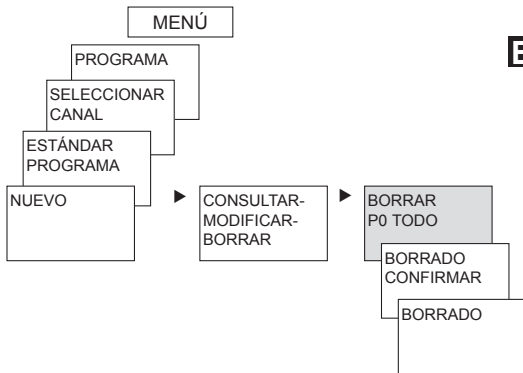 MENÚ
PROGRAMA
SELECCIONAR
CANAL
ESTÁNDAR
PROGRAMA
NUEVO
CONSULTAR-
MODIFICAR-
BORRAR
BORRAR
P0 TODO
BORRADO
CONFIRMAR
BORRADO